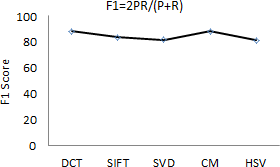 F1=2PR/(P+R)
100
80
60
40
20
0
F1 Score
DCT SIFT SVD CM HSV